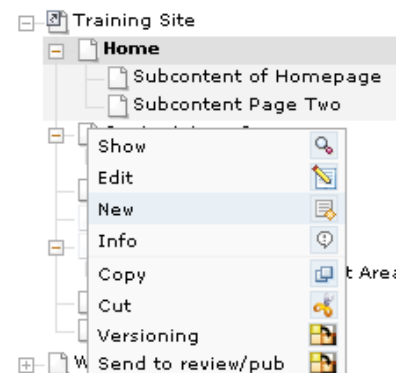 Training Site
Home
Subcontent of Homepage
Subcontent Page Two
Show
Edit
New
Info
Copy
t Area
Cut
Versioning
W
Send to review/pub